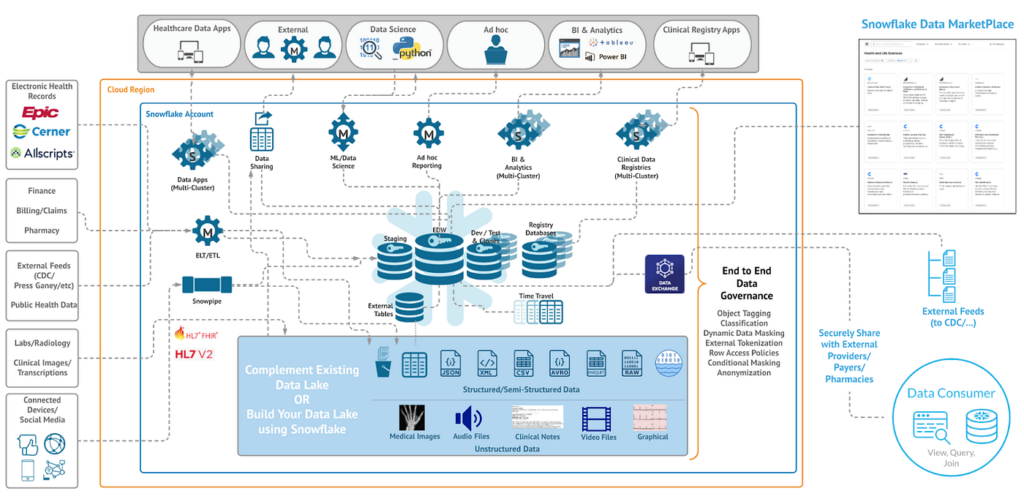 Healthcare Data Apps
External
Data Science
python
Ad hoc
BI & Analytics
tableau
Power BI
Clinical Registry Apps
Snowflake Data MarketPlace
Electronic Health
Records
Epic
Cerner
Allscripts
Finance
Billing/Claims
Pharmacy
External Feeds
(CDC/
Press Ganey/etc)
Public Health Data
Labs/Radiology
Clinical Images/
Transcriptions
Connected
Devices/
Social Media
Cloud Region
Snowflake Account
S
Data Apps
(Multi-Cluster)
Data
Sharing
M
ML/Data
Science
M
Ad hoc
Reporting
S
BI &
Analytics
(Multi-Cluster)
S
Clinical Data
Registries
(Multi-Cluster)
M
ELT/ETL
Snowpipe
HL7 FHIR
HL7 V2
Staging
EDW
Dev / Test
& Clones
Registry
Databases
External
Tables
Time Travel
DATA
EXCHANGE
End to End
Data
Governance
Object Tagging
Classification
Dynamic Data Masking
External Tokenization
Row Access Policies
Conditional Masking
Anonymization
Complement Existing
Data Lake
OR
Build Your Data Lake
using Snowflake
JSON
XML
CSV
AVRO
PARQUET
RAW
Structured/Semi-Structured Data
Medical Images
Audio Files
Clinical Notes
Video Files
Graphical
Unstructured Data
External Feeds
(to CDC/...)
Securely Share
with External
Providers/
Payers/
Pharmacies
Data Consumer
View, Query,
Join